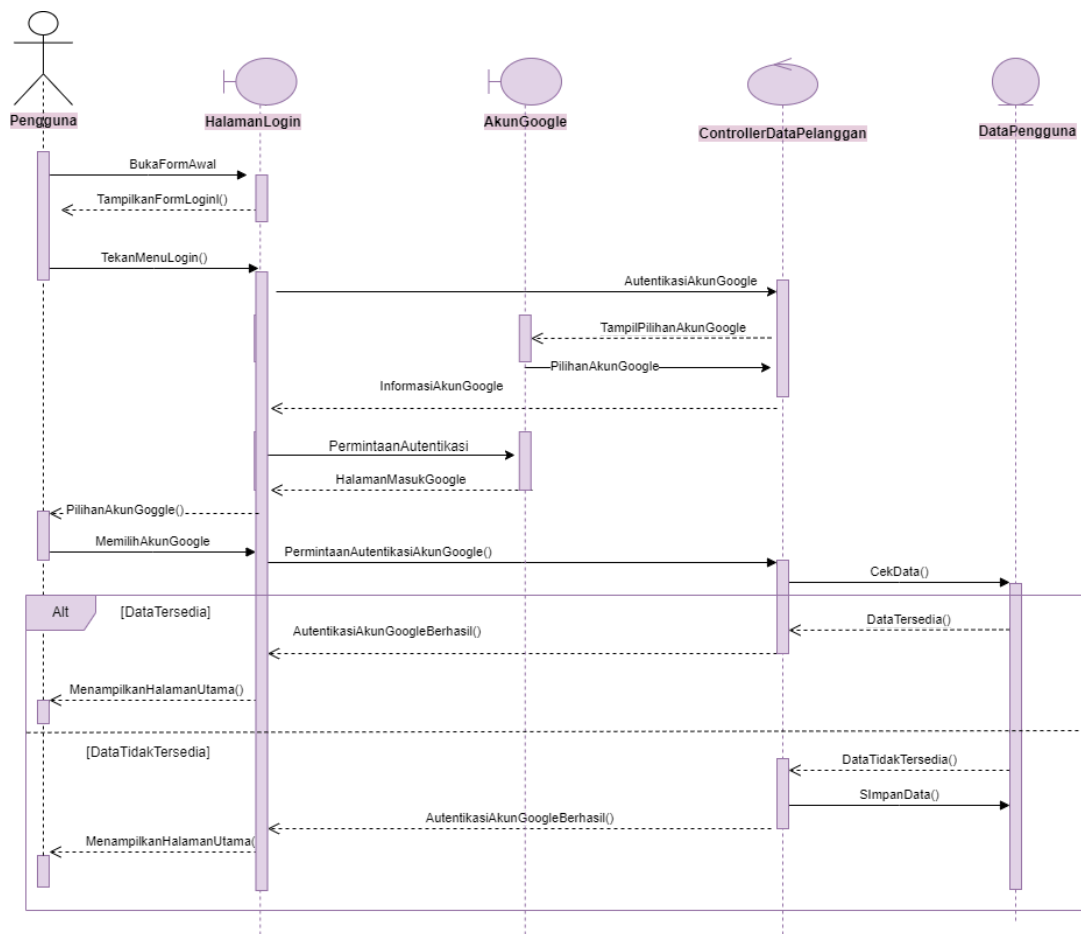 Pengguna
HalamanLogin
AkunGoogle
ControllerDataPelanggan
DataPengguna
BukaFormAwal
TampilkanFormLoginI()
TekanMenuLogin()
AutentikasiAkunGoogle
TampilPilihanAkunGoogle
PilihanAkunGoogle
InformasiAkunGoogle
PermintaanAutentikasi
HalamanMasukGoogle
PilihanAkunGoggle()
MemilihAkunGoogle
PermintaanAutentikasiAkunGoogle()
CekData()
Alt
[DataTersedia]
DataTersedia()
AutentikasiAkunGoogleBerhasil()
MenampilkanHalamanUtama()
[DataTidakTersedia]
DataTidakTersedia()
SImpanData()
AutentikasiAkunGoogleBerhasil()
MenampilkanHalamanUtama()